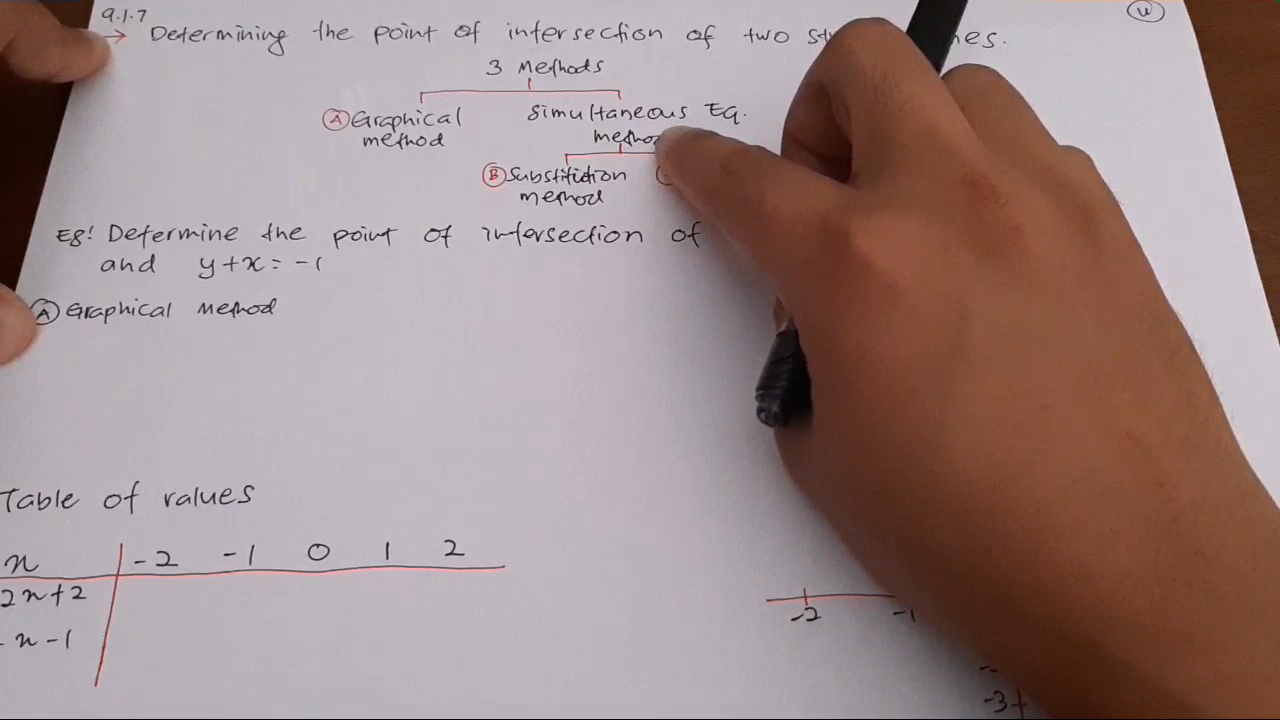 9.1.7
→ Determining the point of intersection of two st
3 Methods
Ⓐ Graphical method
Simultaneous Eq. method
Ⓑ Substitution method
Eg! Determine the point of intersection of
and y+x=-1
Ⓐ Graphical Method
Table of values
x -2 -1 0 1 2
2x+2
-x-1
-2 -1
-3